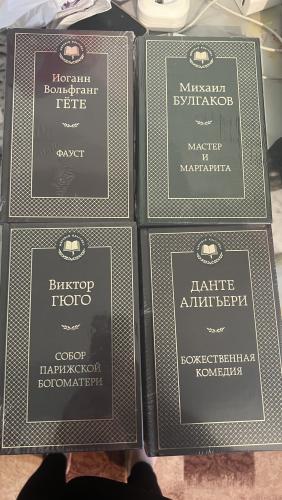 Иоганн
Вольфганг
ГЁТЕ
ФАУСТ
Михаил
БУЛГАКОВ
МАСТЕР
И
МАРГАРИТА
Виктор
ГЮГО
СОБОР
ПАРИЖСКОЙ
БОГОМАТЕРИ
ДАНТЕ
АЛИГЬЕРИ
БОЖЕСТВЕННАЯ
КОМЕДИЯ